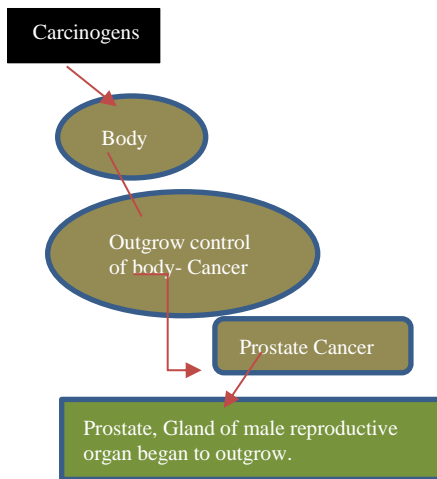 Carcinogens
Body
Outgrow control
of body- Cancer
Prostate Cancer
Prostate, Gland of male reproductive
organ began to outgrow.